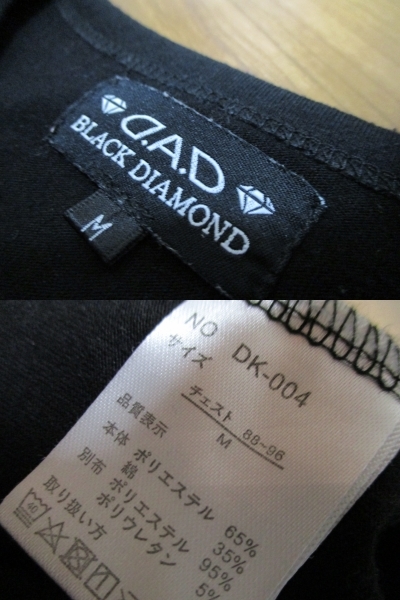 D.A.D
BLACK DIAMOND
M
NO DK-004
サイズ
チェスト 88-96
M
品質表示
本体 ポリエステル 65%
綿 35%
別布 ポリエステル 95%
ポリウレタン 5%
取り扱い方
40